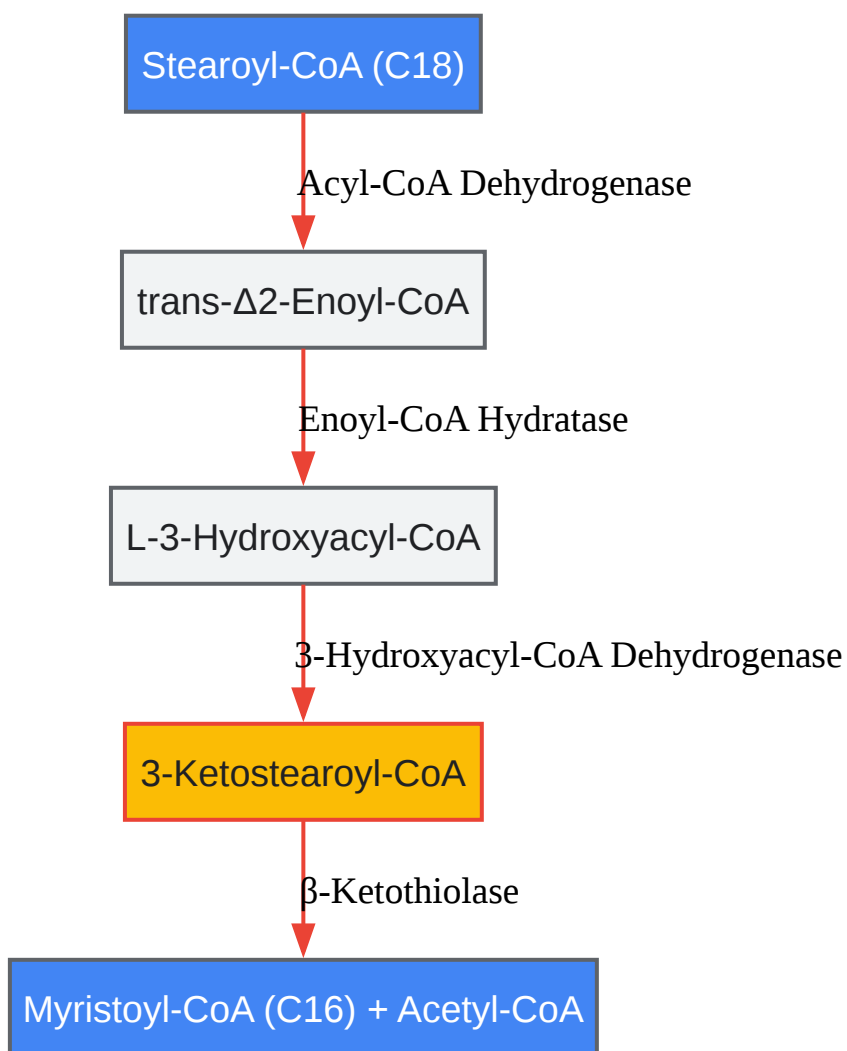 Stearoyl-CoA (C18)
Acyl-CoA Dehydrogenase
trans-Δ2-Enoyl-CoA
Enoyl-CoA Hydratase
L-3-Hydroxyacyl-CoA
3-Hydroxyacyl-CoA Dehydrogenase
3-Ketostearoyl-CoA
β-Ketothiolase
Myristoyl-CoA (C16) + Acetyl-CoA